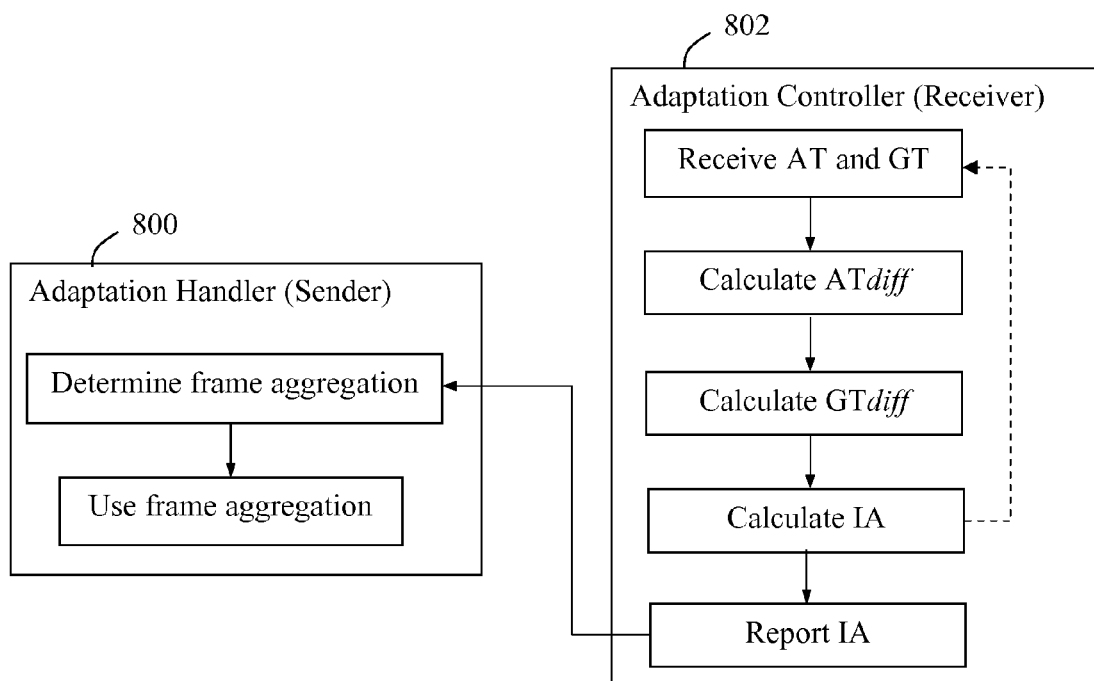 802
Adaptation Controller (Receiver)
Receive AT and GT
Calculate ATdiff
Calculate GTdiff
Calculate IA
Report IA
800
Adaptation Handler (Sender)
Determine frame aggregation
Use frame aggregation